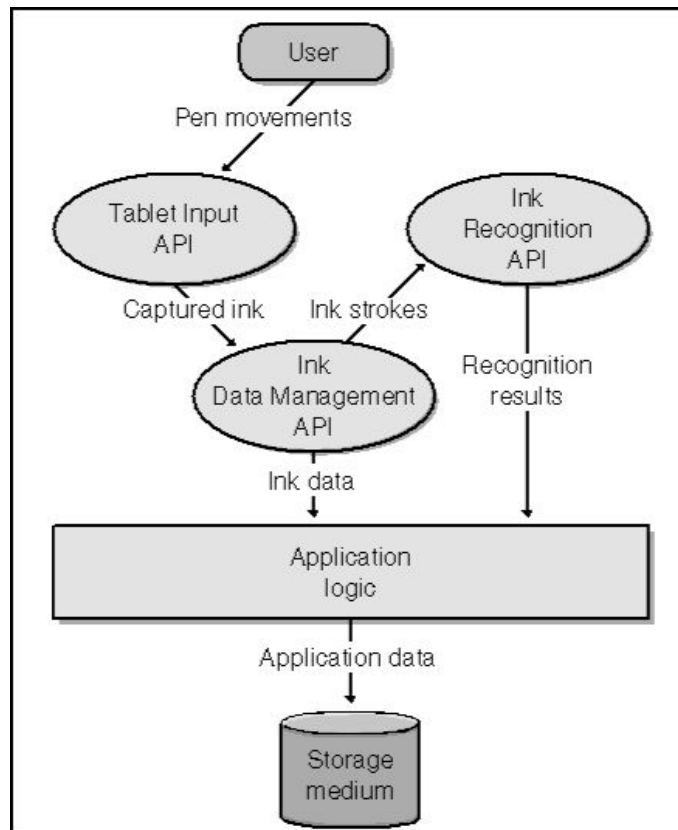 User
Pen movements
Tablet Input
API
Ink
Recognition
API
Captured ink
Ink strokes
Ink
Data Management
API
Recognition
results
Ink data
Application
logic
Application data
Storage
medium